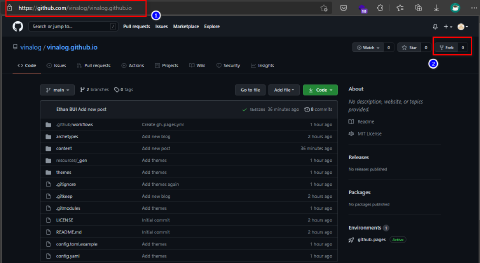 https://github.com/vinalog/vinalog.github.io
1
Search or jump to...
Pull requests Issues Marketplace Explore
vinalog / vinalog.github.io
Watch 0
Star 0
Fork 0
2
Code
Issues
Pull requests
Actions
Projects
Wiki
Security
Insights
main
2 branches
0 tags
Go to file
Add file
Code
Ethan BUI Add new post
36 minutes ago
8 commits
.github/workflows Create gh-pages.yml 1 hour ago
archetypes Add new blog 2 hours ago
content Add new post 36 minutes ago
resources/_gen Add themes 1 hour ago
themes Add themes 1 hour ago
.gitignore Add themes again 1 hour ago
.gitkeep Add new blog 2 hours ago
.gitmodules Add themes 1 hour ago
LICENSE Initial commit 2 hours ago
README.md Initial commit 2 hours ago
config.toml.example Add themes 1 hour ago
config.yaml Add themes 1 hour ago
About
No description, website, or topics
provided.
Readme
MIT License
Releases
No releases published
Packages
No packages published
Environments 1
github-pages Active